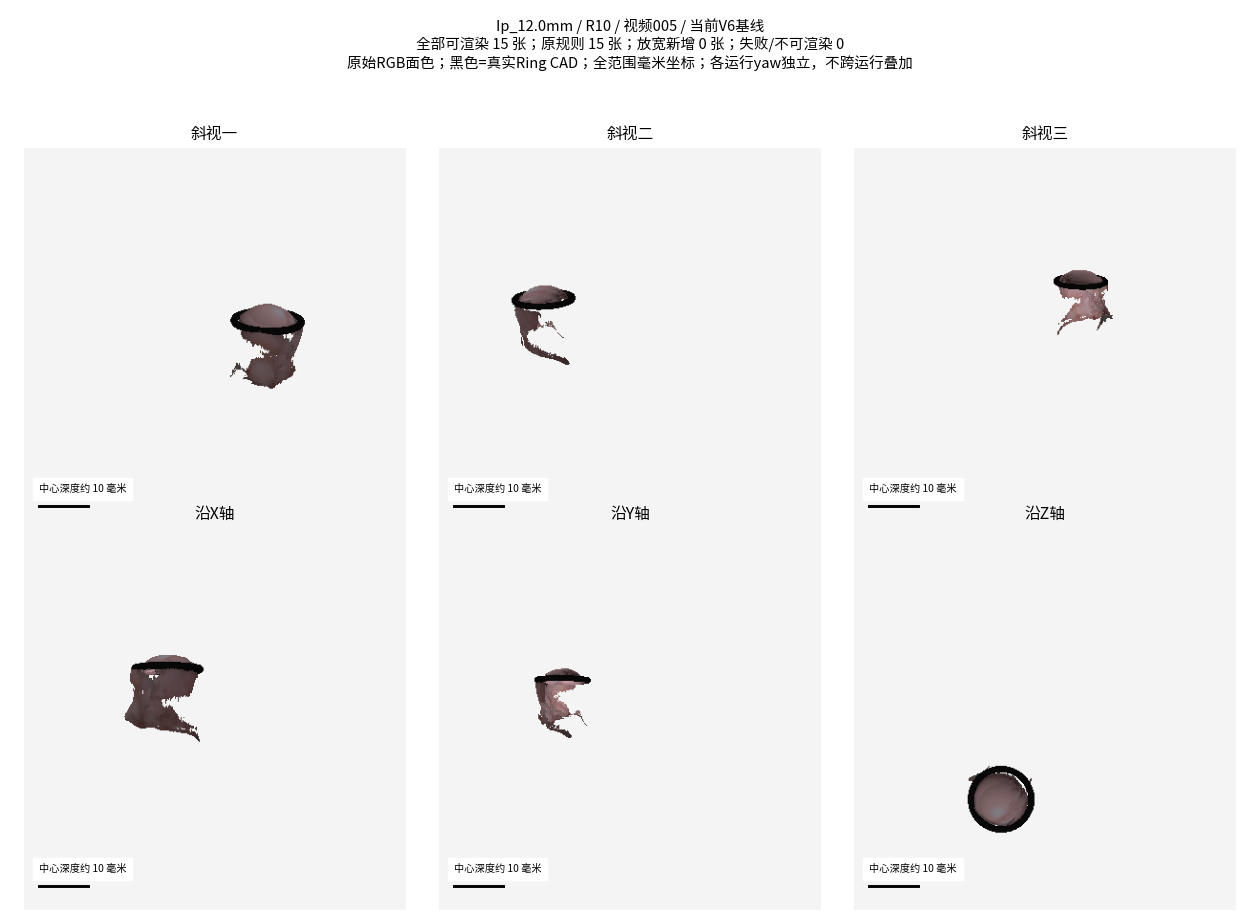 lp_12.0mm / R10 / 视频005 / 当前V6基线
全部可渲染 15 张；原规则 15 张；放宽新增 0 张；失败/不可渲染 0
原始RGB面色；黑色=真实Ring CAD；全范围毫米坐标；各运行yaw独立，不跨运行叠加
斜视一
斜视二
斜视三
中心深度约 10 毫米
中心深度约 10 毫米
中心深度约 10 毫米
沿X轴
沿Y轴
沿Z轴
中心深度约 10 毫米
中心深度约 10 毫米
中心深度约 10 毫米